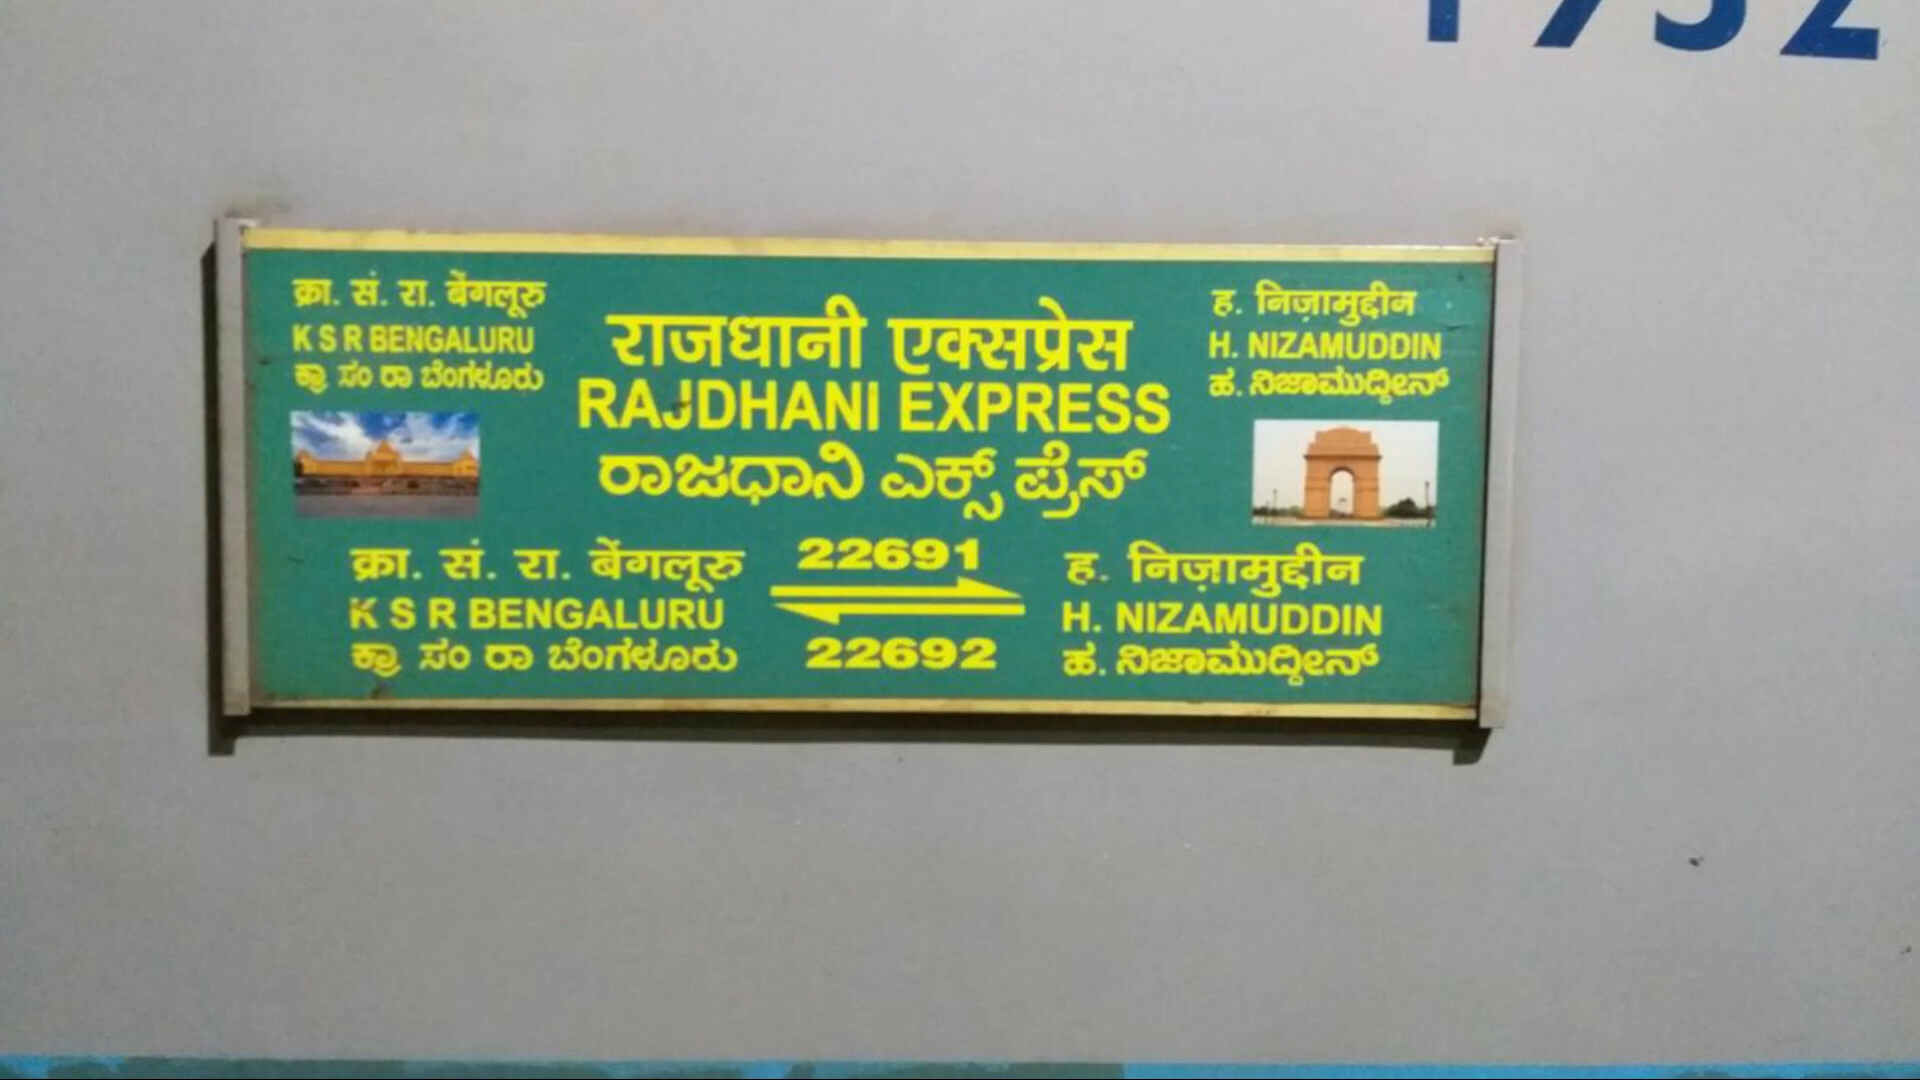 क्रा. सं. रा. बेंगलूरु
K S R BENGALURU
ಕ್ರಾ ಸಂ ರಾ ಬೆಂಗಳೂರು
राजधानी एक्सप्रेस
RAJDHANI EXPRESS
ರಾಜಧಾನಿ ಎಕ್ಸ್ ಪ್ರೆಸ್
ह. निज़ामुद्दीन
H. NIZAMUDDIN
ಹ. ನಿಜಾಮುದ್ದೀನ್
क्रा. सं. रा. बेंगलूरु
K S R BENGALURU
ಕ್ರಾ ಸಂ ರಾ ಬೆಂಗಳೂರು
22691
22692
ह. निज़ामुद्दीन
H. NIZAMUDDIN
ಹ. ನಿಜಾಮುದ್ದೀನ್